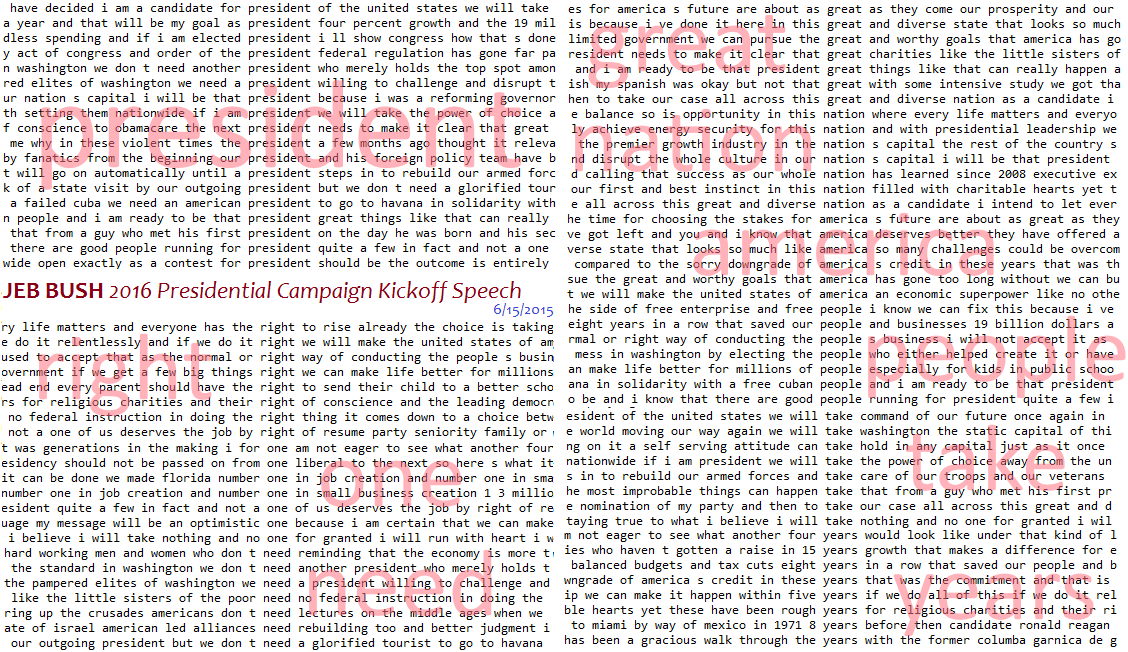 have decided i am a candidate for president of the united states we will take
a year and that will be my goal as president four percent growth and the 19 mil
dless spending and if i am elected president i ll show congress how that s done
y act of congress and order of the president federal regulation has gone far pa
n washington we don t need another president who merely holds the top spot amon
red elites of washington we need a president willing to challenge and disrupt t
ur nation s capital i will be that president because i was a reforming governor
th setting them nationwide if i am president we will take the power of choice a
f conscience to obamacare the next president needs to make it clear that great
me why in these violent times the president a few months ago thought it releva
by fanatics from the beginning our president and his foreign policy team have b
t will go on automatically until a president steps in to rebuild our armed forc
k of a state visit by our outgoing president but we don t need a glorified tour
a failed cuba we need an american president to go to havana in solidarity with
n people and i am ready to be that president great things like that can really
that from a guy who met his first president on the day he was born and his sec
there are good people running for president quite a few in fact and not a one
wide open exactly as a contest for president should be the outcome is entirely
president
JEB BUSH 2016 Presidential Campaign Kickoff Speech
6/15/2015
ry life matters and everyone has the right to rise already the choice is taking
e do it relentlessly and if we do it right we will make the united states of am
used to accept that as the normal or right way of conducting the people s busin
overnment if we get a few big things right we can make life better for millions
ead end every parent should have the right to send their child to a better scho
rs for religious charities and their right of conscience and the leading democr
no federal instruction in doing the right thing it comes down to a choice betw
not a one of us deserves the job by right of resume party seniority family or
right
t was generations in the making i for one am not eager to see what another four
esidency should not be passed on from one liberal to the next so here s what it
it can be done we made florida number one in job creation and number one in sma
number one in job creation and number one in small business creation 1 3 millio
esident quite a few in fact and not a one of us deserves the job by right of re
uage my message will be an optimistic one because i am certain that we can make
i believe i will take nothing and no one for granted i will run with heart i w
one
hard working men and women who don t need reminding that the economy is more t
the standard in washington we don t need another president who merely holds t
the pampered elites of washington we need a president willing to challenge and
like the little sisters of the poor need no federal instruction in doing the
ring up the crusades americans don t need lectures on the middle ages when we
ate of israel american led alliances need rebuilding too and better judgment i
our outgoing president but we don t need a glorified tourist to go to havana
need
es for america s future are about as great as they come our prosperity and our
is because i ve done it here in this great and diverse state that looks so much
limited government we can pursue the great and worthy goals that america has go
resident needs to make it clear that great charities like the little sisters of
and i am ready to be that president great things like that can really happen a
ish my spanish was okay but not that great with some intensive study we got tha
hen to take our case all across this great and diverse nation as a candidate i
great
e balance so is opportunity in this nation where every life matters and everyo
ly achieve energy security for this nation and with presidential leadership we
the premier growth industry in the nation s capital the rest of the country s
nd disrupt the whole culture in our nation s capital i will be that president
d calling that success as our whole nation has learned since 2008 executive ex
our first and best instinct in this nation filled with charitable hearts yet t
e all across this great and diverse nation as a candidate i intend to let ever
nation
he time for choosing the stakes for america s future are about as great as they
ve got left and you and i know that america deserves better they have offered a
verse state that looks so much like america so many challenges could be overcom
compared to the sorry downgrade of america s credit in these years that was th
sue the great and worthy goals that america has gone too long without we can bu
t we will make the united states of america an economic superpower like no othe
america
he side of free enterprise and free people i know we can fix this because i ve
eight years in a row that saved our people and businesses 19 billion dollars a
rmal or right way of conducting the people s business i will not accept it as
mess in washington by electing the people who either helped create it or have
an make life better for millions of people especially for kids in public schoo
ana in solidarity with a free cuban people and i am ready to be that president
o be and i know that there are good people running for president quite a few i
people
esident of the united states we will take command of our future once again in
e world moving our way again we will take washington the static capital of thi
ng on it a self serving attitude can take hold in any capital just as it once
nationwide if i am president we will take the power of choice away from the un
s in to rebuild our armed forces and take care of our troops and our veterans
he most improbable things can happen take that from a guy who met his first pr
e nomination of my party and then to take our case all across this great and d
taying true to what i believe i will take nothing and no one for granted i wil
take
m not eager to see what another four years would look like under that kind of l
ies who haven t gotten a raise in 15 years growth that makes a difference for e
balanced budgets and tax cuts eight years in a row that saved our people and b
wngrade of america s credit in these years that was the commitment and that is
ip we can make it happen within five years if we do all of this if we do it rel
ble hearts yet these have been rough years for religious charities and their ri
to miami by way of mexico in 1971 8 years before then candidate ronald reagan
has been a gracious walk through the years with the former columba garnica de g
years